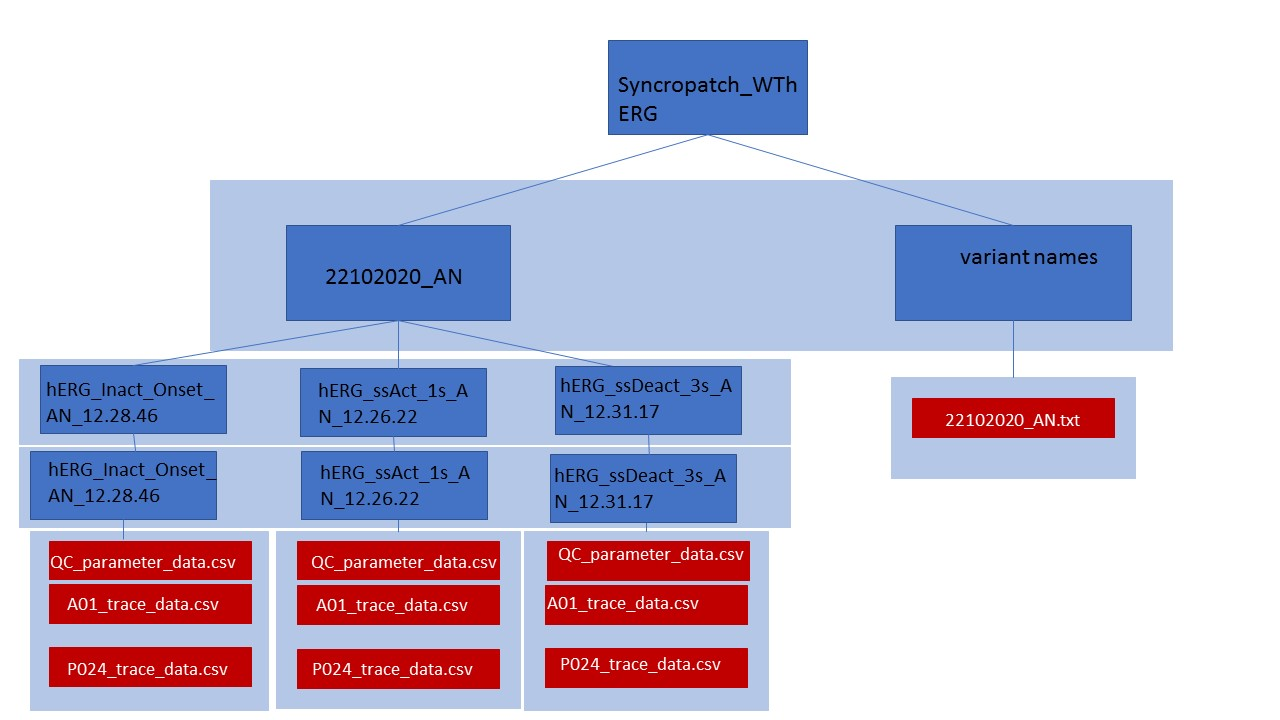 Syncropatch_WTh
ERG
22102020_AN
variant names
hERG_Inact_Onset_
AN_12.28.46
hERG_ssAct_1s_A
N_12.26.22
hERG_ssDeact_3s_A
N_12.31.17
22102020_AN.txt
hERG_Inact_Onset_
AN_12.28.46
hERG_ssAct_1s_A
N_12.26.22
hERG_ssDeact_3s_A
N_12.31.17
QC_parameter_data.csv
A01_trace_data.csv
P024_trace_data.csv
QC_parameter_data.csv
A01_trace_data.csv
P024_trace_data.csv
QC_parameter_data.csv
A01_trace_data.csv
P024_trace_data.csv